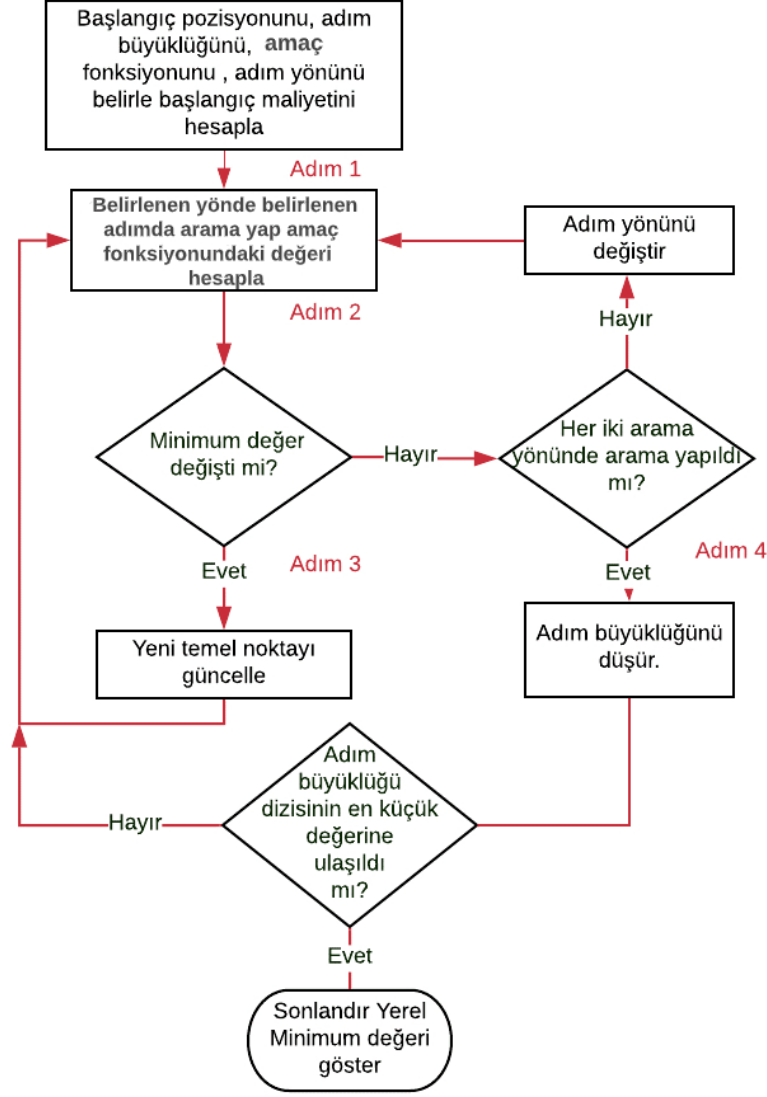 Başlangıç pozisyonunu, adım
büyüklüğünü, amaç
fonksiyonunu , adım yönünü
belirle başlangıç maliyetini
hesapla
Adım 1
Belirlenen yönde belirlenen
adımda arama yap amaç
fonksiyonundaki değeri
hesapla
Adım yönünü
değiştir
Adım 2
Hayır
Minimum değer
değişti mi?
Hayır
Her iki arama
yönünde arama yapıldı
mı?
Adım 3
Evet
Adım 4
Evet
Yeni temel noktayı
güncelle
Adım büyüklüğünü
düşür.
Adım
büyüklüğü
dizisinin en küçük
değerine
ulaşıldı
mı?
Hayır
Evet
Sonlandır Yerel
Minimum değeri
göster